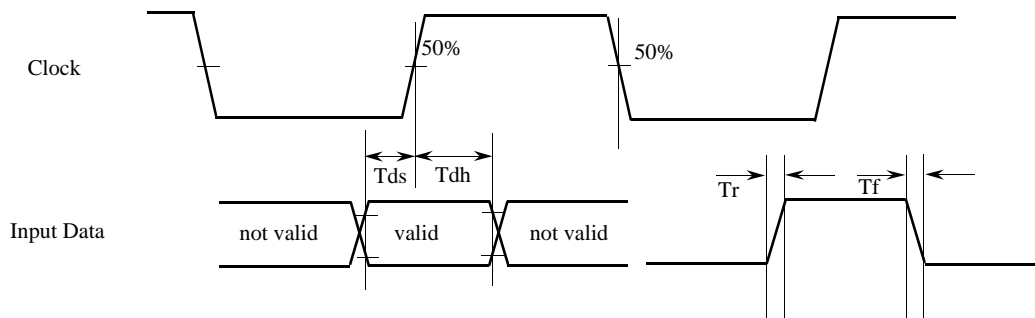 50%
50%
Clock
Tds
Tdh
Tr
Tf
Input Data
not valid
valid
not valid